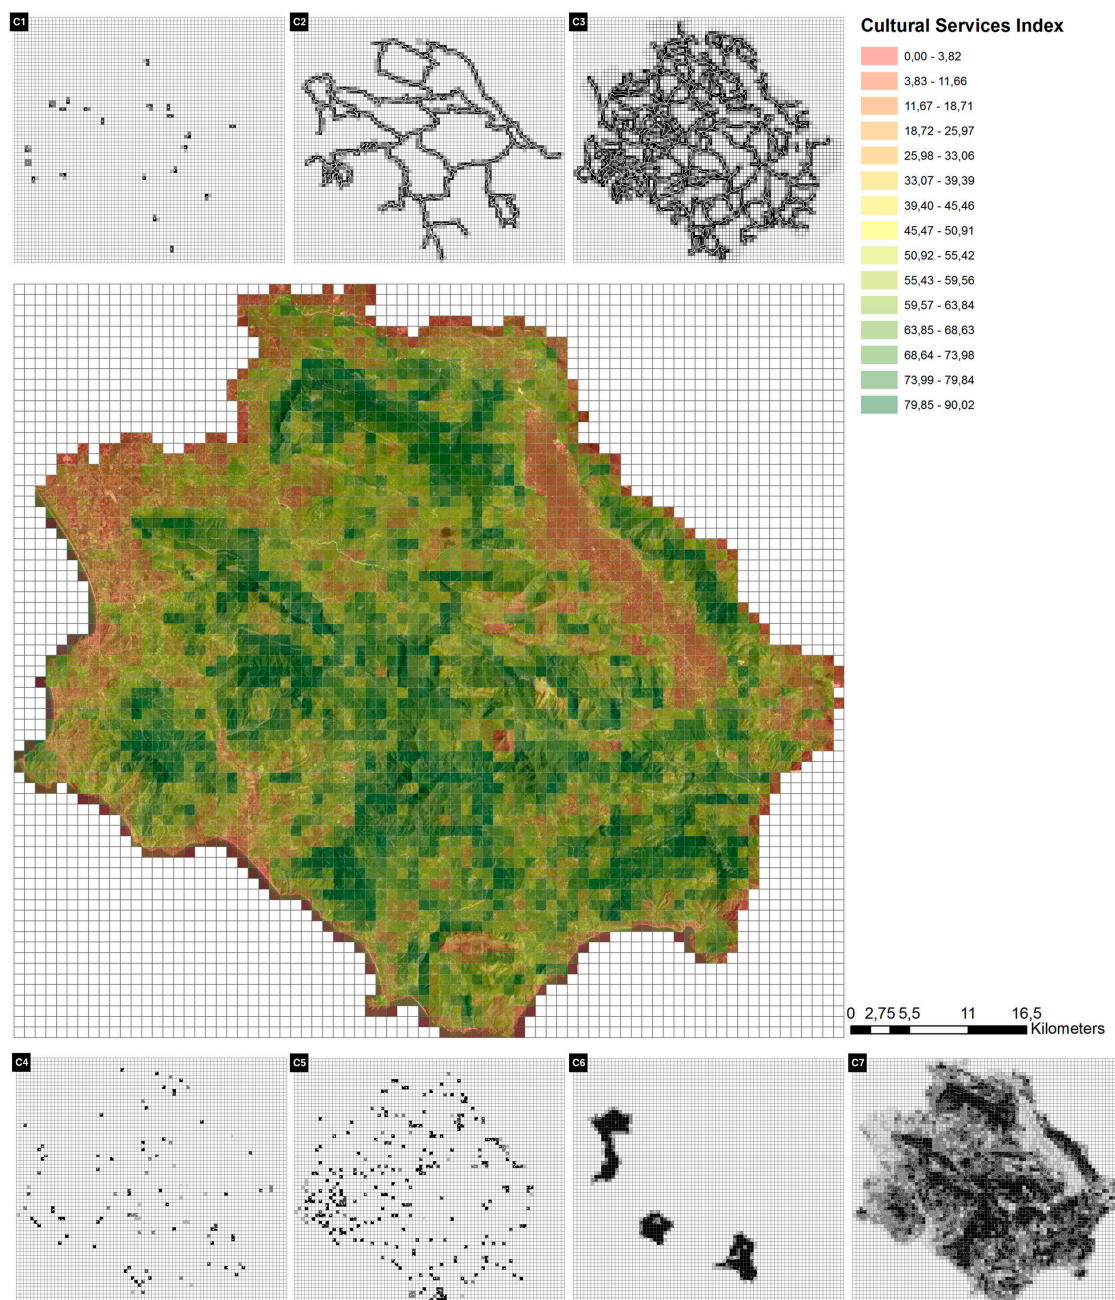 C1
C2
C3
Cultural Services Index
0,00 - 3,82
3,83 - 11,66
11,67 - 18,71
18,72 - 25,97
25,98 - 33,06
33,07 - 39,39
39,40 - 45,46
45,47 - 50,91
50,92 - 55,42
55,43 - 59,56
59,57 - 63,84
63,85 - 68,63
68,64 - 73,98
73,99 - 79,84
79,85 - 90,02
0 2,75 5,5 11 16,5
Kilometers
C4
C5
C6
C7